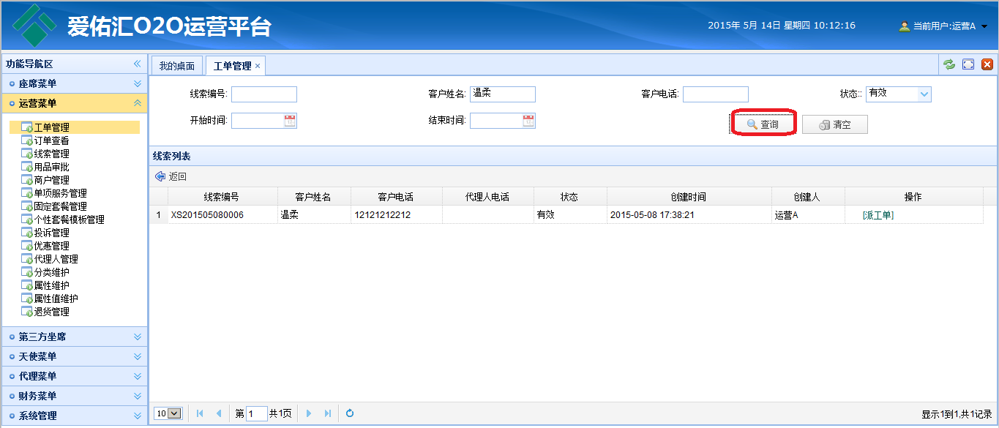 爱佑汇O2O运营平台
2015年 5月 14日 星期四 10:12:16
当前用户:运营A
功能导航区
座席菜单
运营菜单
工单管理
订单查看
线索管理
用品审批
商户管理
单项服务管理
固定套餐管理
个性套餐模板管理
投诉管理
优惠管理
代理人管理
分类维护
属性维护
属性值维护
退货管理
第三方坐席
天使菜单
代理菜单
财务菜单
系统管理
我的桌面 工单管理 ×
线索编号: 客户姓名: 温柔 客户电话: 状态:: 有效
开始时间: 结束时间: 查询 清空
线索列表
返回
线索编号 客户姓名 客户电话 代理人电话 状态 创建时间 创建人 操作
1 XS201505080006 温柔 12121212212 有效 2015-05-08 17:38:21 运营A [派工单]
10 第 1 共1页 显示1到1,共1记录